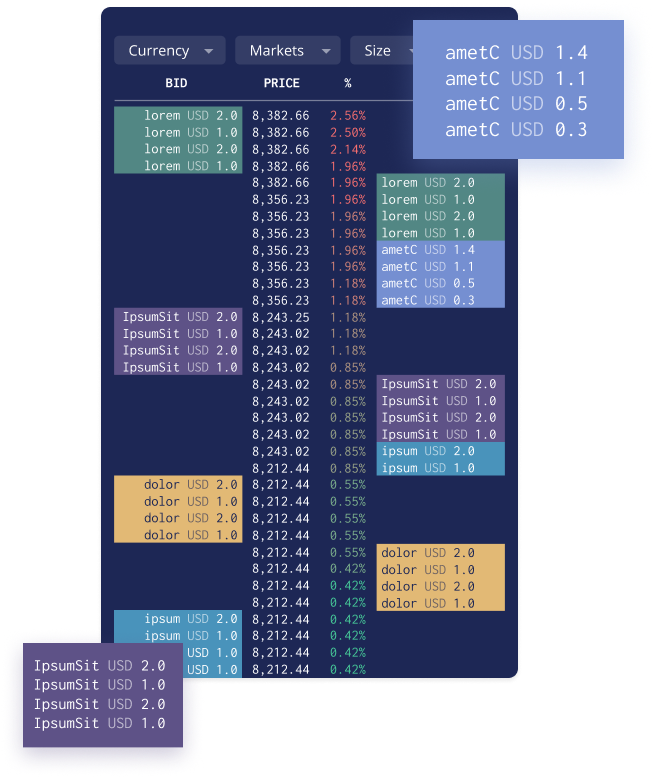 Currency Markets Size
ametC USD 1.4
ametC USD 1.1
ametC USD 0.5
ametC USD 0.3
BID PRICE %
lorem USD 2.0 8,382.66 2.56%
lorem USD 1.0 8,382.66 2.50%
lorem USD 2.0 8,382.66 2.14%
lorem USD 1.0 8,382.66 1.96%
8,382.66 1.96% lorem USD 2.0
8,356.23 1.96% lorem USD 1.0
8,356.23 1.96% lorem USD 2.0
8,356.23 1.96% lorem USD 1.0
8,356.23 1.96% ametC USD 1.4
8,356.23 1.96% ametC USD 1.1
8,356.23 1.18% ametC USD 0.5
8,356.23 1.18% ametC USD 0.3
IpsumSit USD 2.0 8,243.25 1.18%
IpsumSit USD 1.0 8,243.02 1.18%
IpsumSit USD 2.0 8,243.02 1.18%
IpsumSit USD 1.0 8,243.02 0.85%
8,243.02 0.85% IpsumSit USD 2.0
8,243.02 0.85% IpsumSit USD 1.0
8,243.02 0.85% IpsumSit USD 2.0
8,243.02 0.85% IpsumSit USD 1.0
8,243.02 0.85% ipsum USD 2.0
8,212.44 0.85% ipsum USD 1.0
dolor USD 2.0 8,212.44 0.55%
dolor USD 1.0 8,212.44 0.55%
dolor USD 2.0 8,212.44 0.55%
dolor USD 1.0 8,212.44 0.55%
8,212.44 0.55% dolor USD 2.0
8,212.44 0.42% dolor USD 1.0
8,212.44 0.42% dolor USD 2.0
8,212.44 0.42% dolor USD 1.0
ipsum USD 2.0 8,212.44 0.42%
ipsum USD 1.0 8,212.44 0.42%
USD 1.0 8,212.44 0.42%
USD 1.0 8,212.44 0.42%
IpsumSit USD 2.0
IpsumSit USD 1.0
IpsumSit USD 2.0
IpsumSit USD 1.0